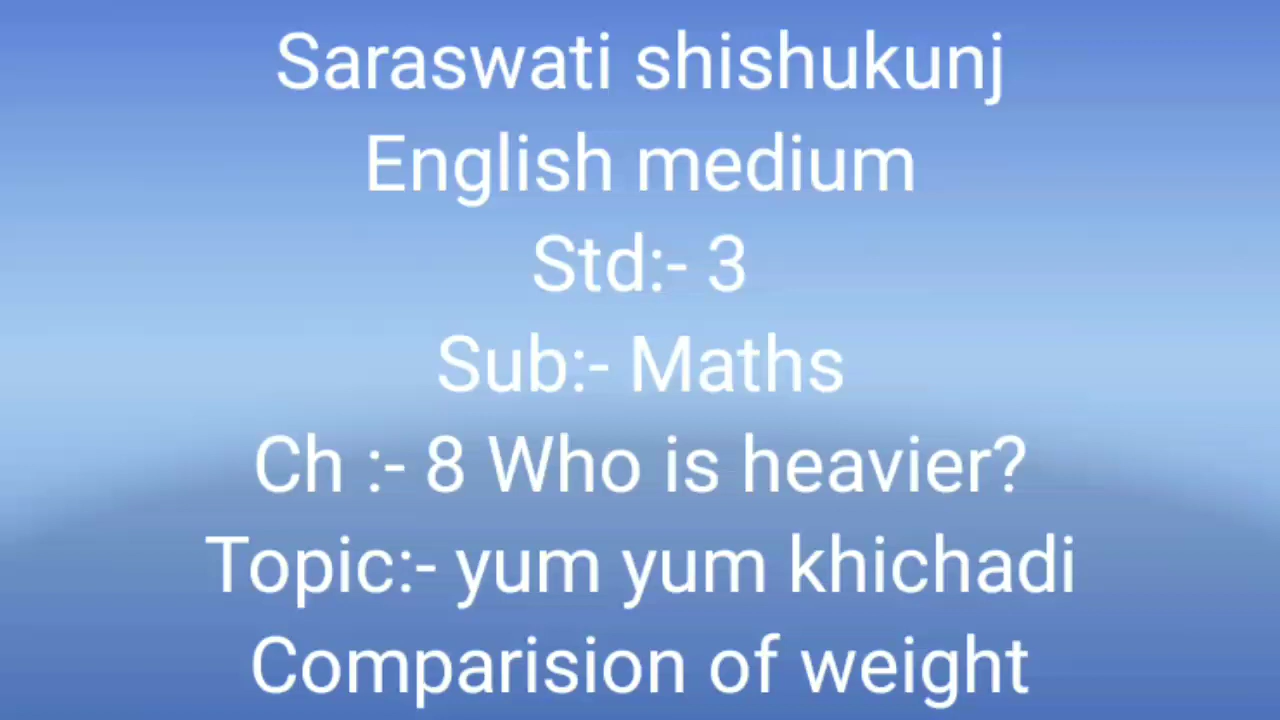 Saraswati shishukunj
English medium
Std:- 3
Sub:- Maths
Ch :- 8 Who is heavier?
Topic:- yum yum khichadi
Comparision of weight